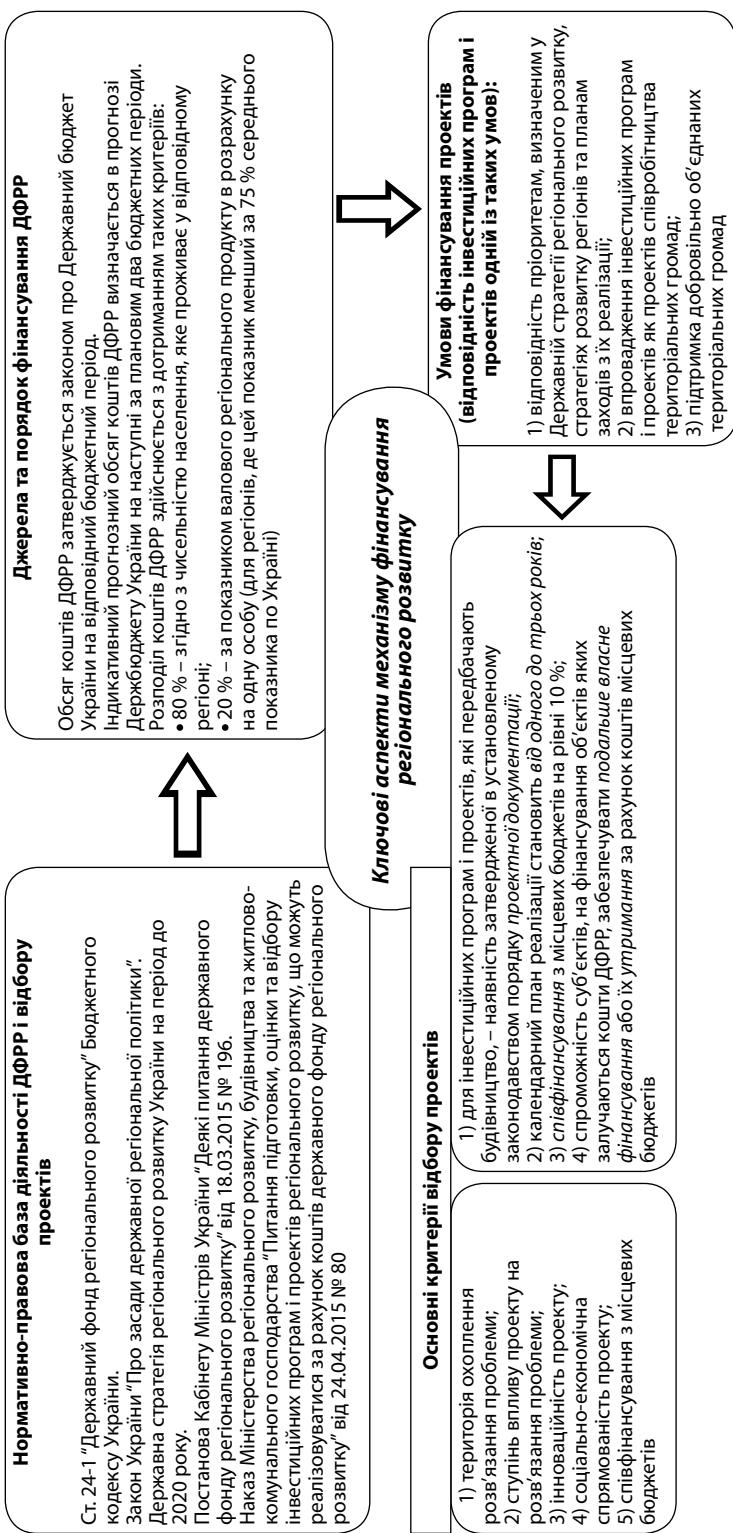 Нормативно-правова база діяльності ДФРР і відбору
проектів
Ст. 24-1 “Державний фонд регіонального розвитку” Бюджетного
кодексу України.
Закон України “Про засади державної регіональної політики”.
Державна стратегія регіонального розвитку України на період до
2020 року.
Постанова Кабінету Міністрів України “Деякі питання державного
фонду регіонального розвитку” від 18.03.2015 № 196.
Наказ Міністерства регіонального розвитку, будівництва та житлово-
комунального господарства “Питання підготовки, оцінки та відбору
інвестиційних програм і проектів регіонального розвитку, що можуть
реалізовуватися за рахунок коштів державного фонду регіонального
розвитку” від 24.04.2015 № 80
Джерела та порядок фінансування ДФРР
Обсяг коштів ДФРР затверджується законом про Державний бюджет
України на відповідний бюджетний період.
Індикативний прогнозний обсяг коштів ДФРР визначається в прогнозі
Держбюджету України на наступні за плановим два бюджетних періоди.
Розподіл коштів ДФРР здійснюється з дотриманням таких критеріїв:
• 80 % – згідно з чисельністю населення, яке проживає у відповідному
регіоні;
• 20 % – за показником валового регіонального продукту в розрахунку
на одну особу (для регіонів, де цей показник менший за 75 % середнього
показника по Україні)
Ключові аспекти механізму фінансування
регіонального розвитку
Умови фінансування проектів
(відповідність інвестиційних програм і
проектів одній із таких умов):
1) відповідність пріоритетам, визначеним у
Державній стратегії регіонального розвитку,
стратегіях розвитку регіонів та планам
заходів з їх реалізації;
2) впровадження інвестиційних програм
і проектів як проектів співробітництва
територіальних громад;
3) підтримка добровільно об’єднаних
територіальних громад
Основні критерії відбору проектів
1) територія охоплення
розв’язання проблеми;
2) ступінь впливу проекту на
розв’язання проблеми;
3) інноваційність проекту;
4) соціально-економічна
спрямованість проекту;
5) співфінансування з місцевих
бюджетів
1) для інвестиційних програм і проектів, які передбачають
будівництво, – наявність затвердженої в установленому
законодавством порядку проектної документації;
2) календарний план реалізації становить від одного до трьох років;
3) співфінансування з місцевих бюджетів на рівні 10 %;
4) спроможність суб’єктів, на фінансування об’єктів яких
залучаються кошти ДФРР, забезпечувати подальше власне
фінансування або їх утримання за рахунок коштів місцевих
бюджетів